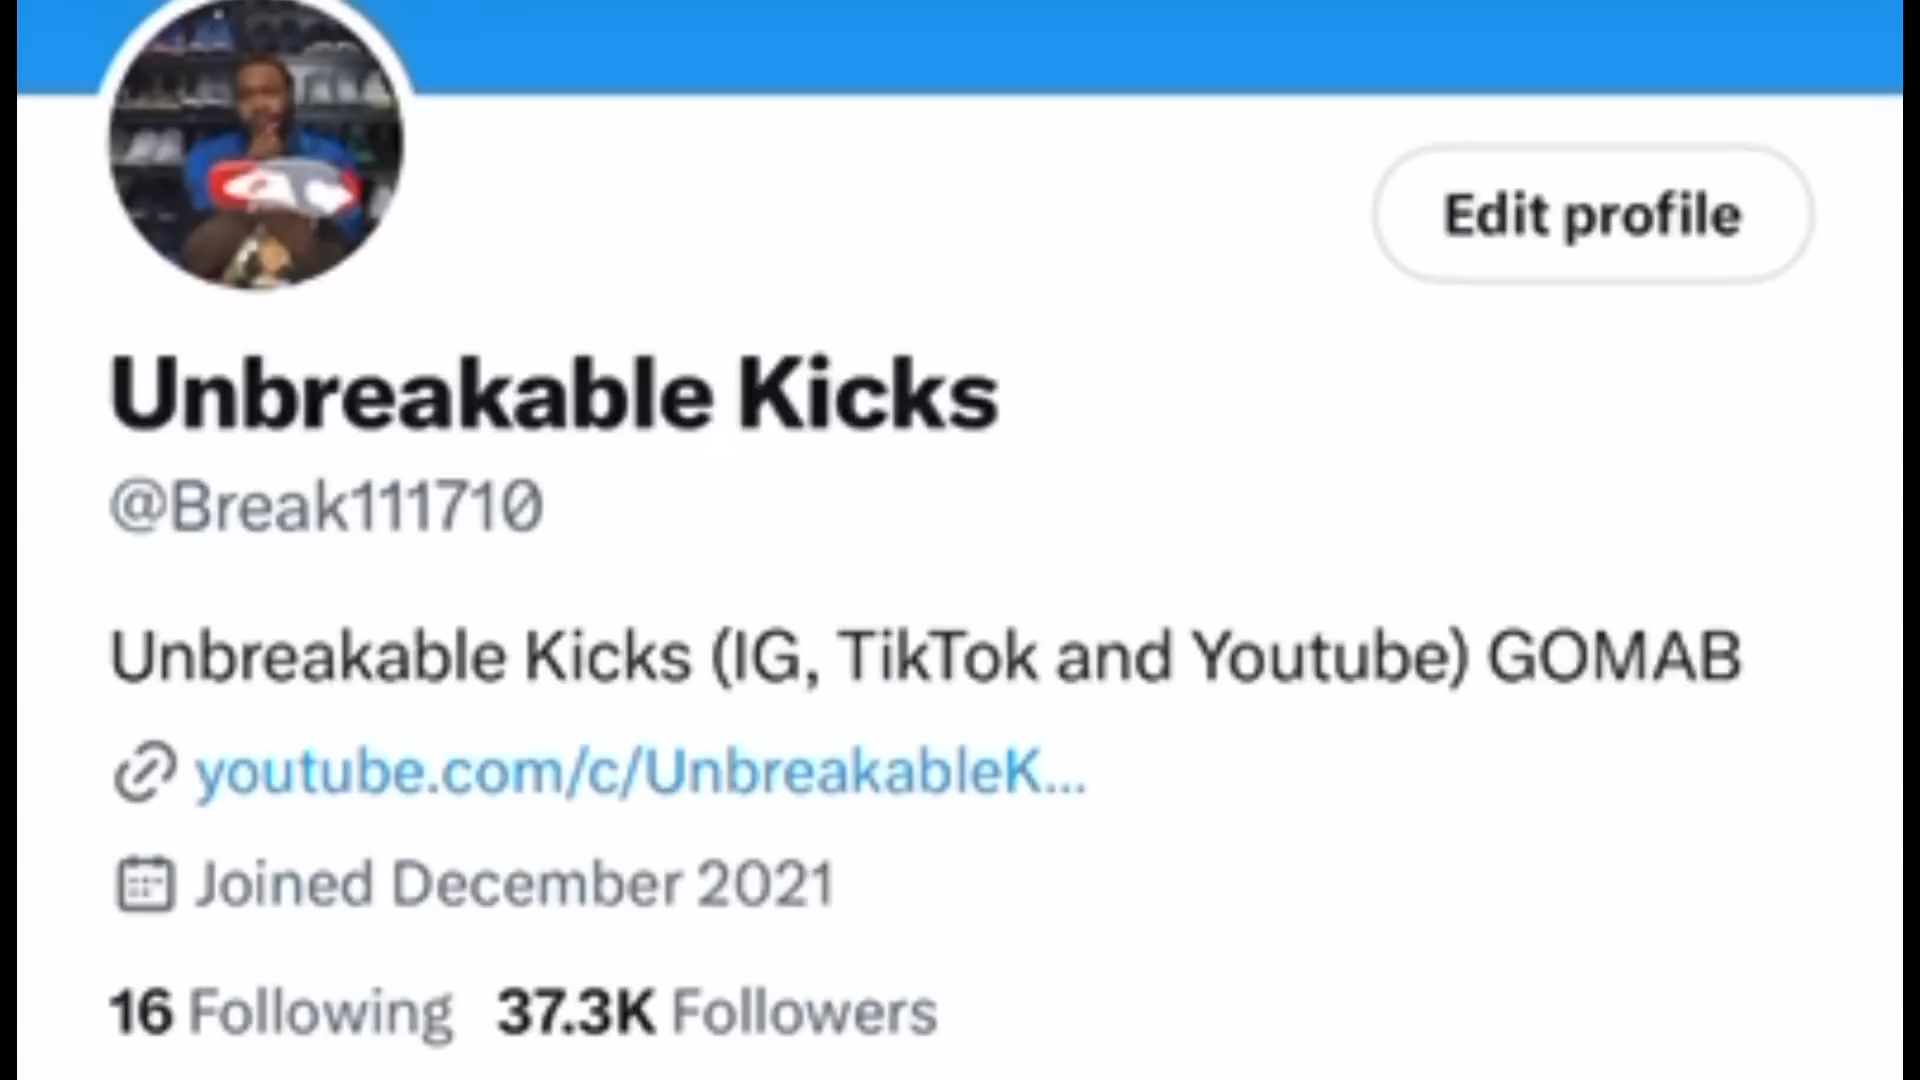 Edit profile
Unbreakable Kicks
@Break111710
Unbreakable Kicks (IG, TikTok and Youtube) GOMAB
youtube.com/c/UnbreakableK...
Joined December 2021
16 Following 37.3K Followers